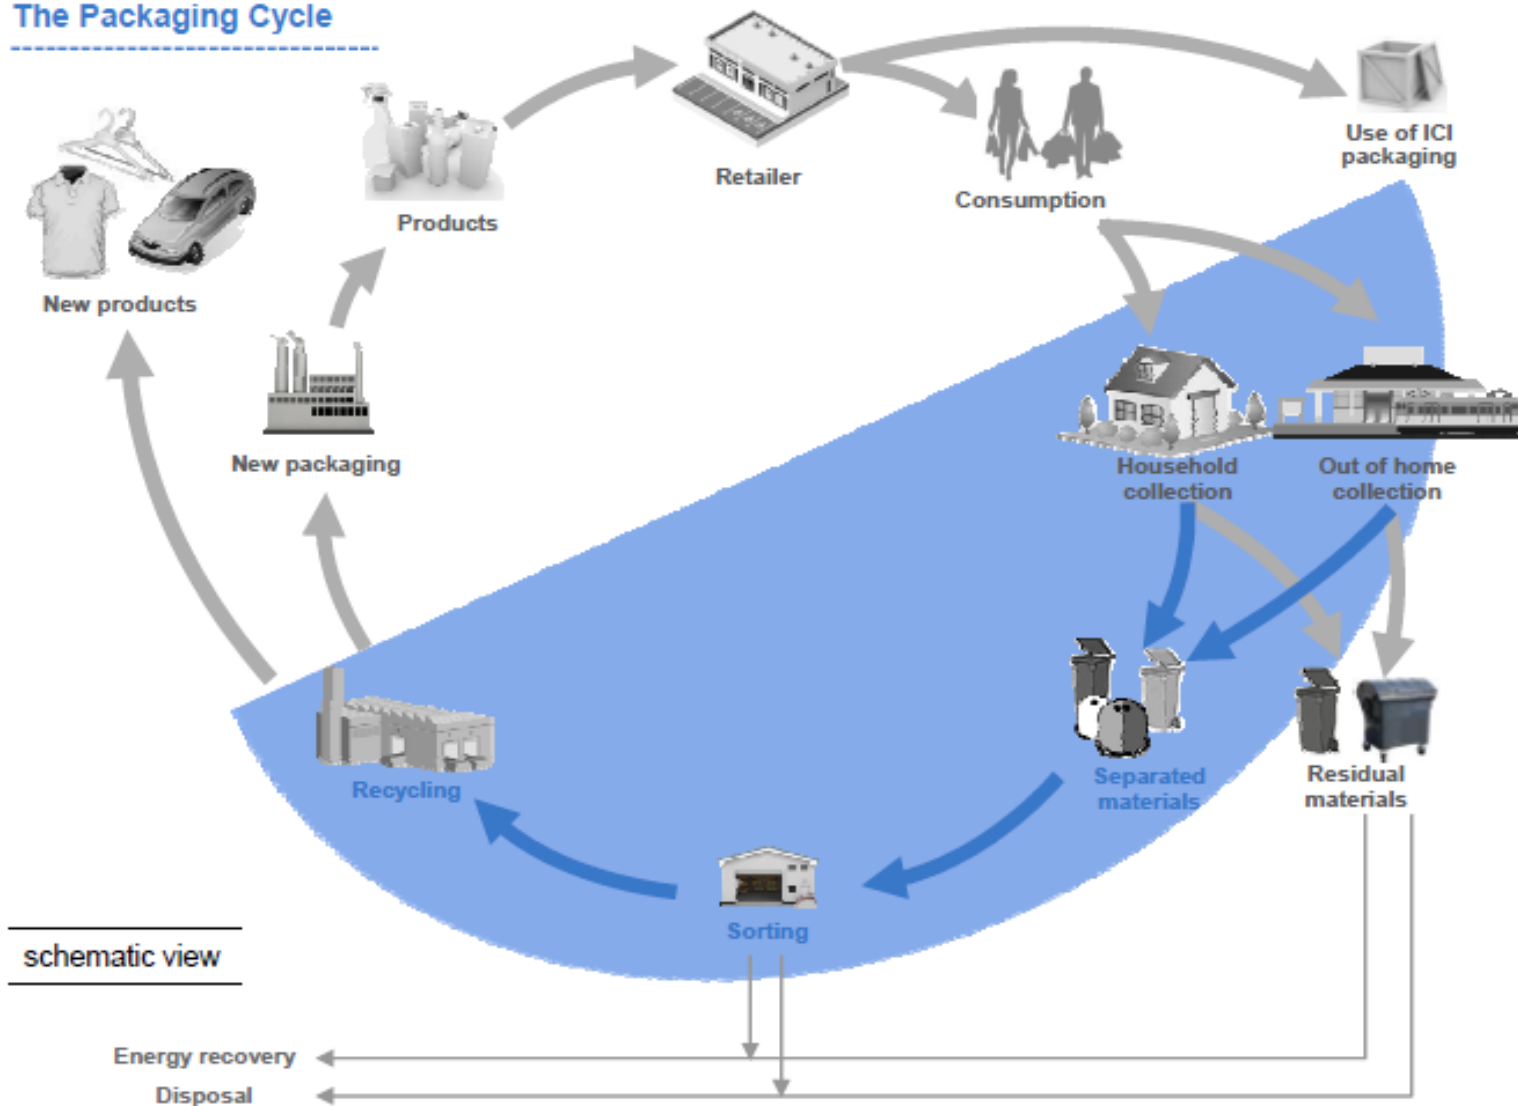 The Packaging Cycle
Use of ICI
packaging
Retailer
Consumption
Products
New products
New packaging
Household
collection
Out of home
collection
Recycling
Separated
materials
Residual
materials
Sorting
schematic view
Energy recovery
Disposal